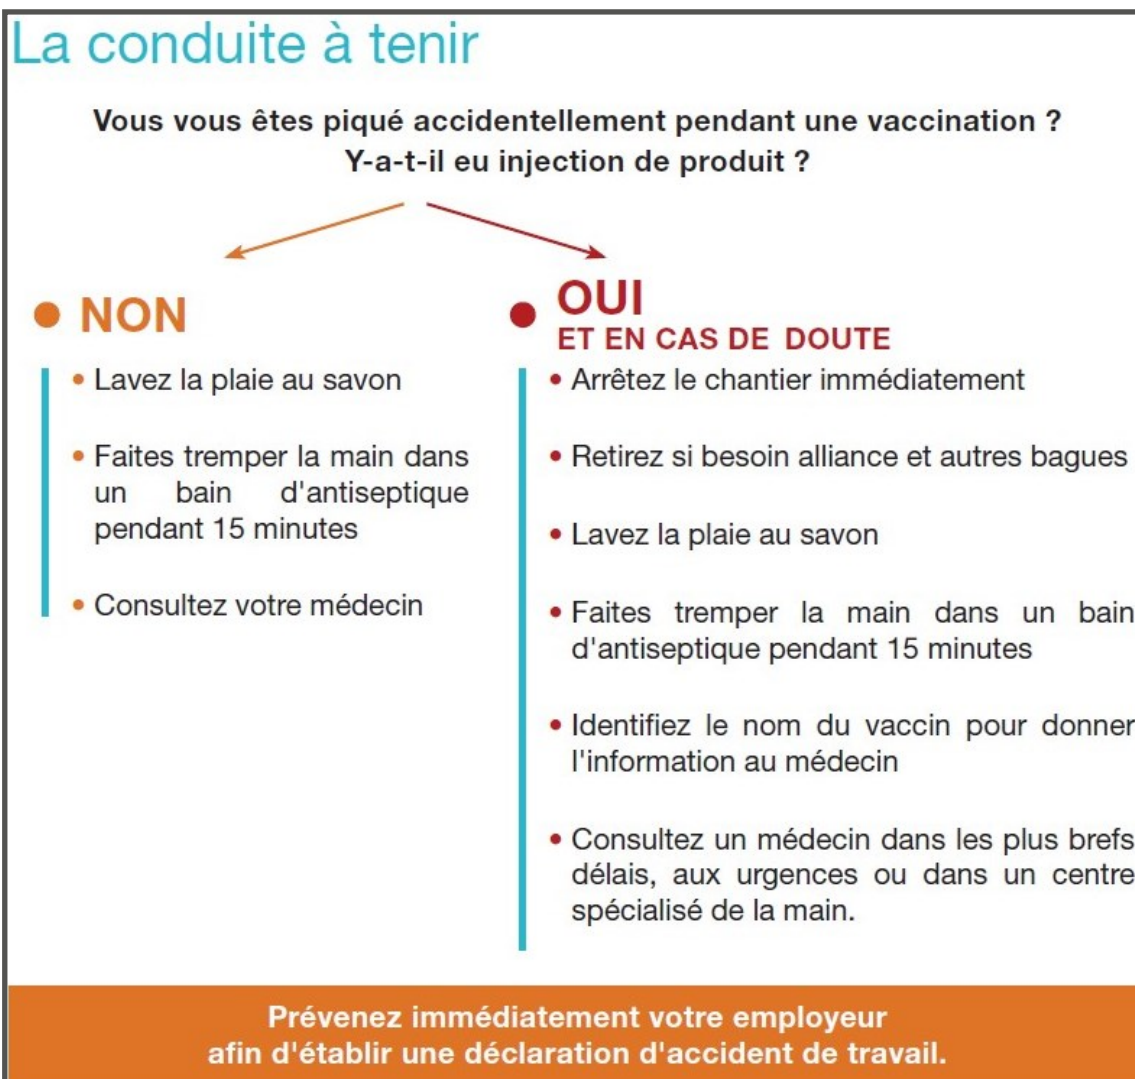 La conduite à tenir
Vous vous êtes piqué accidentellement pendant une vaccination ?
Y-a-t-il eu injection de produit ?
NON
Lavez la plaie au savon
Faites tremper la main dans
un bain d'antiseptique
pendant 15 minutes
Consultez votre médecin
OUI
ET EN CAS DE DOUTE
Arrêtez le chantier immédiatement
Retirez si besoin alliance et autres bagues
Lavez la plaie au savon
Faites tremper la main dans un bain
d'antiseptique pendant 15 minutes
Identifiez le nom du vaccin pour donner
l'information au médecin
Consultez un médecin dans les plus brefs
délais, aux urgences ou dans un centre
spécialisé de la main.
Prévenez immédiatement votre employeur
afin d'établir une déclaration d'accident de travail.